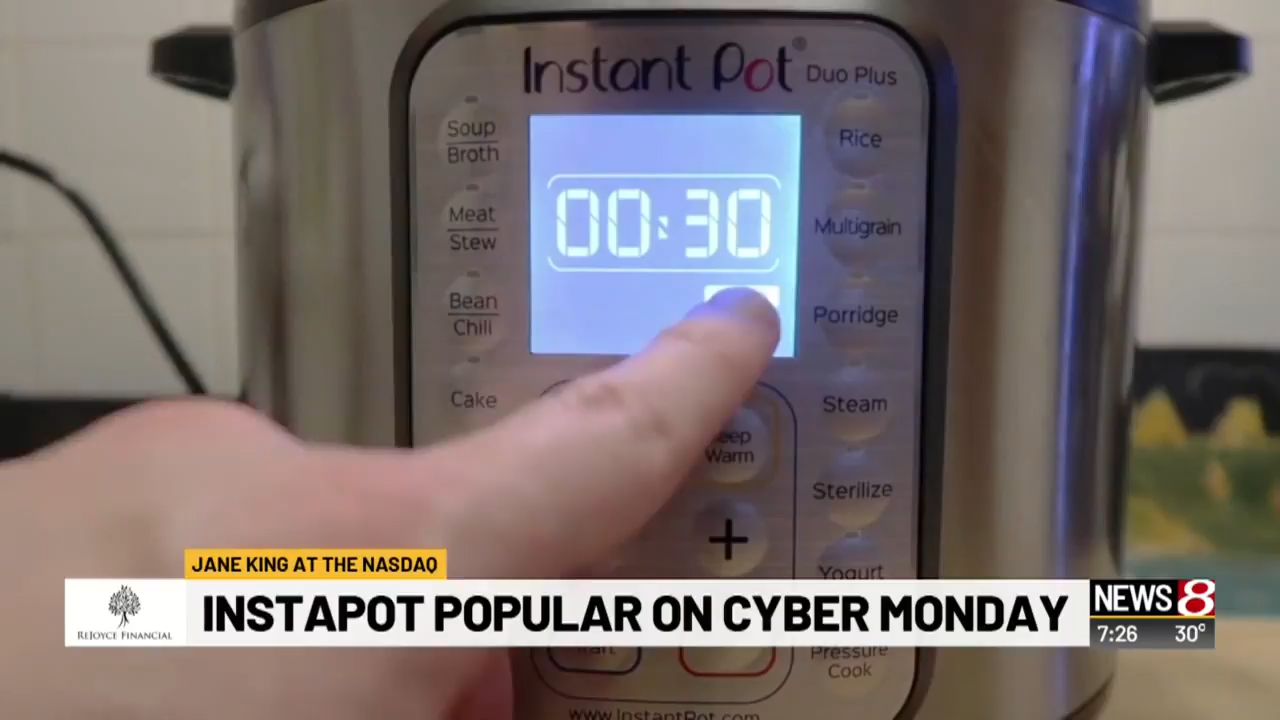 Instant Pot®
Duo Plus
Soup
Broth
Rice
Meat
Stew
Multigrain
00:30
Bean
Chili
Porridge
Cake
Steam
Warm
Sterilize
+
Yogurt
JANE KING AT THE NASDAQ
REJOYCE FINANCIAL
INSTAPOT POPULAR ON CYBER MONDAY
NEWS 8
7:26 30°
Pressure
Cook
www.InstantPot.com